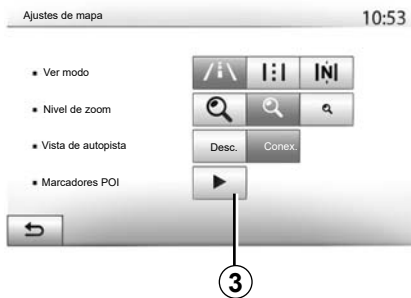 Ajustes de mapa 10:53
Ver modo N
Nivel de zoom
Vista de autopista Desc. Conex.
Marcadores POI
3